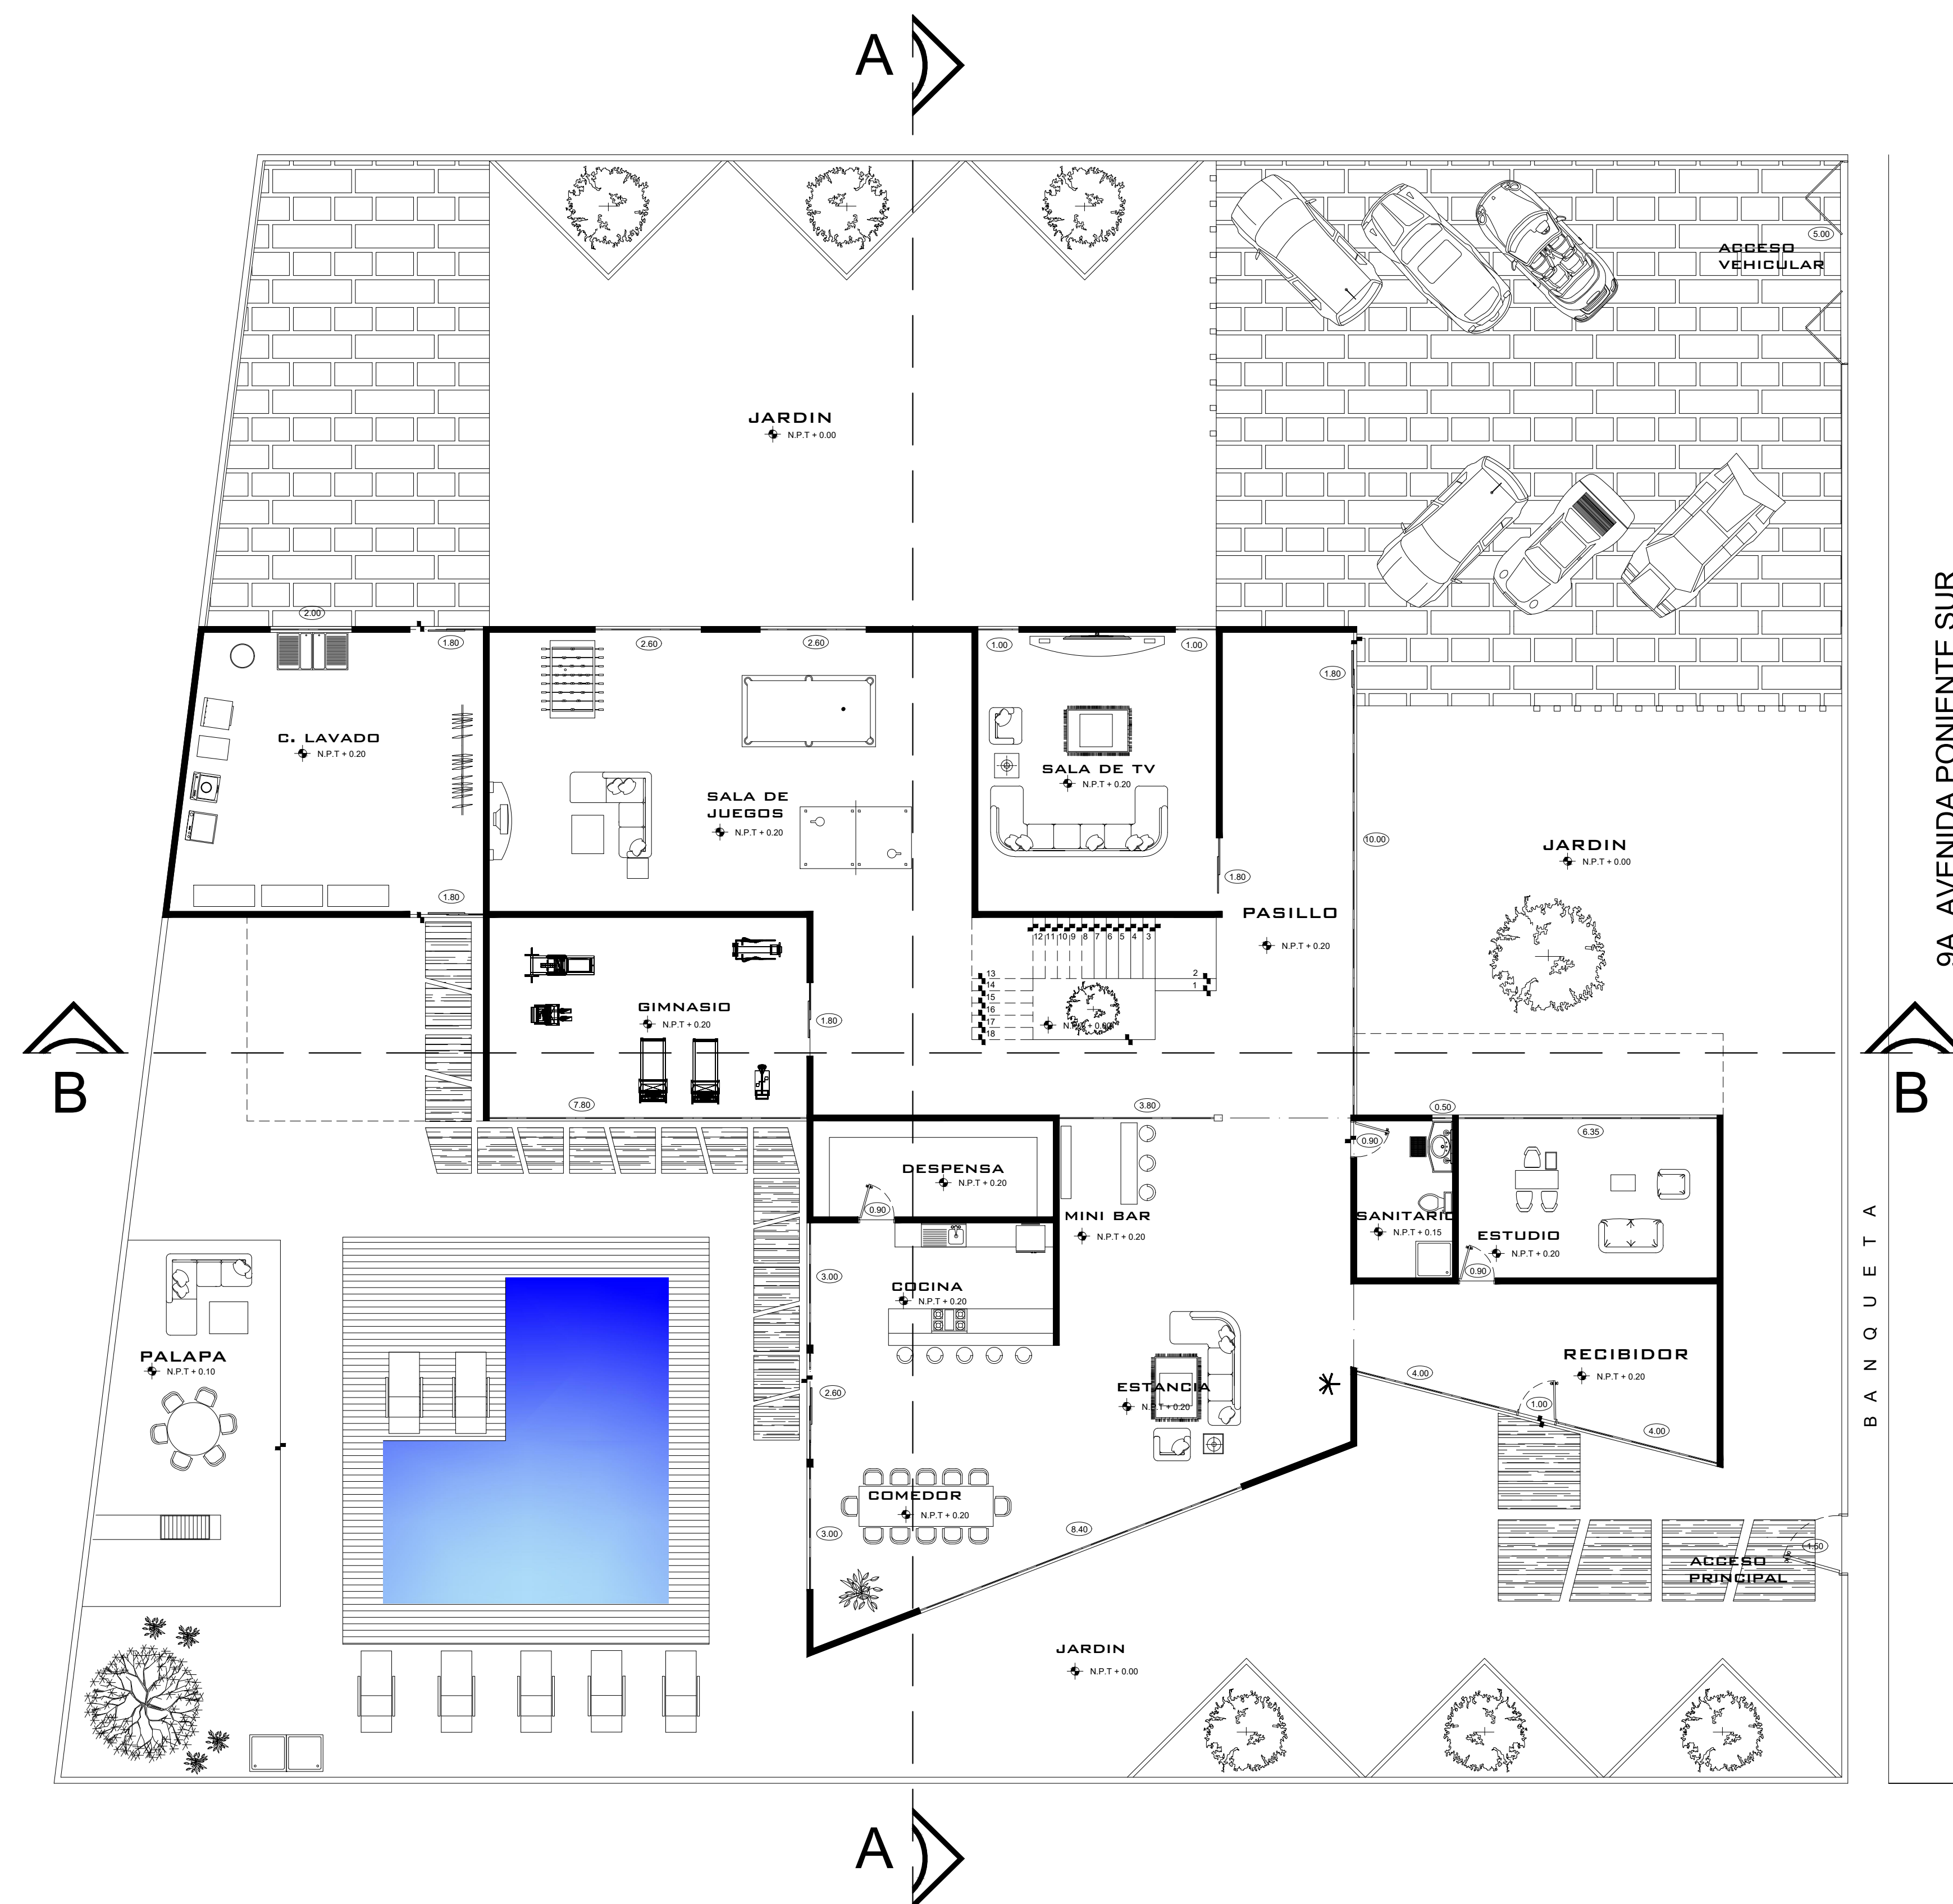 A
ACCESO
VEHICULAR
5.00
JARDIN
N.P.T + 0.00
9A AVENIDA PONIENTE SUR
2.00
1.80
2.60
2.60
1.00
1.00
1.80
C. LAVADO
N.P.T + 0.20
SALA DE
JUEGOS
N.P.T + 0.20
SALA DE TV
N.P.T + 0.20
10.00
JARDIN
N.P.T + 0.00
1.80
1.80
PASILLO
N.P.T + 0.20
12 11 10 9 8 7 6 5 4 3
13
14
15
16
17
18
2
1
GIMNASIO
N.P.T + 0.20
1.80
B
B
7.80
3.80
0.50
6.35
0.90
DESPENSA
N.P.T + 0.20
0.90
MINI BAR
N.P.T + 0.20
SANITARIO
N.P.T + 0.15
ESTUDIO
N.P.T + 0.20
0.90
BANQUETA
3.00
COCINA
N.P.T + 0.20
PALAPA
N.P.T + 0.10
RECIBIDOR
N.P.T + 0.20
4.00
2.60
ESTANCIA
N.P.T + 0.20
1.00
4.00
COMEDOR
N.P.T + 0.20
3.00
8.40
1.50
ACCESO
PRINCIPAL
JARDIN
N.P.T + 0.00
A